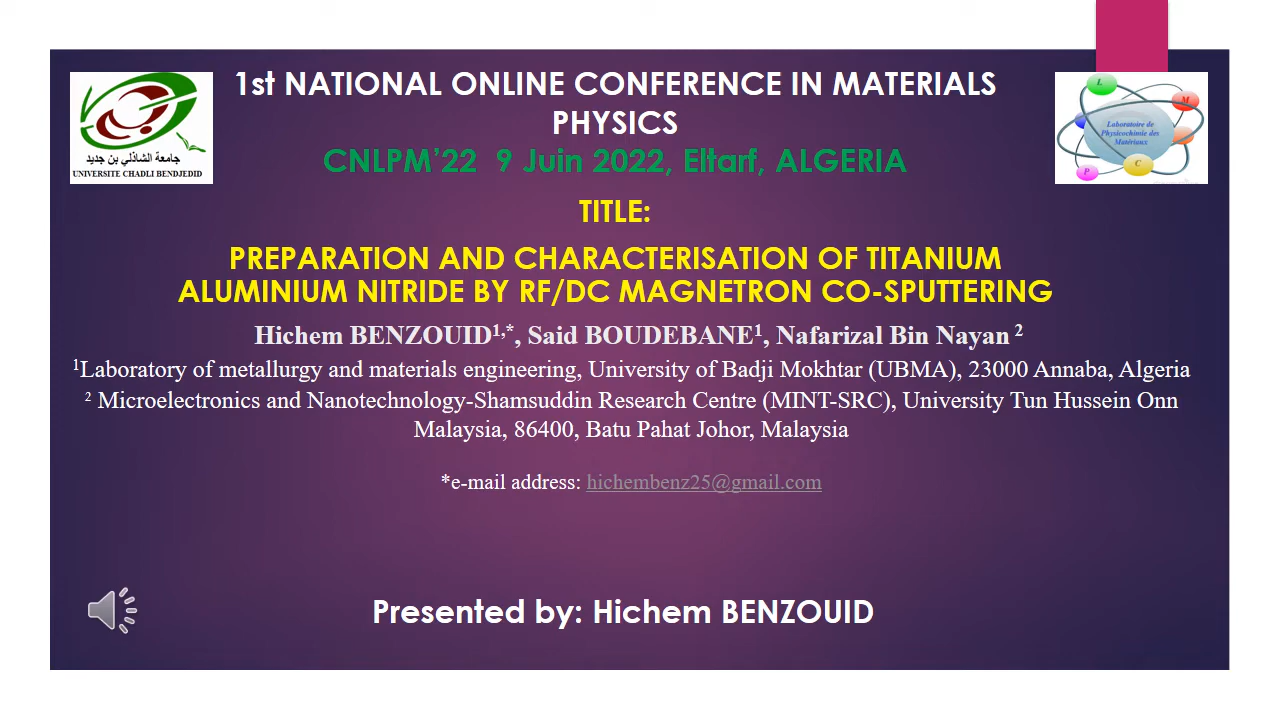 1st NATIONAL ONLINE CONFERENCE IN MATERIALS
PHYSICS
CNLPM'22 9 Juin 2022, Eltarf, ALGERIA
جامعة الشاذلي بن جديد
UNIVERSITE CHADLI BENDJEDID
L
M
Laboratoire de
Physicochimie des
Matériaux
P
C
TITLE:
PREPARATION AND CHARACTERISATION OF TITANIUM
ALUMINIUM NITRIDE BY RF/DC MAGNETRON CO-SPUTTERING
Hichem BENZOUID¹,*, Said BOUDEBANE¹, Nafarizal Bin Nayan ²
¹Laboratory of metallurgy and materials engineering, University of Badji Mokhtar (UBMA), 23000 Annaba, Algeria
² Microelectronics and Nanotechnology-Shamsuddin Research Centre (MINT-SRC), University Tun Hussein Onn
Malaysia, 86400, Batu Pahat Johor, Malaysia
*e-mail address: hichembenz25@gmail.com
Presented by: Hichem BENZOUID